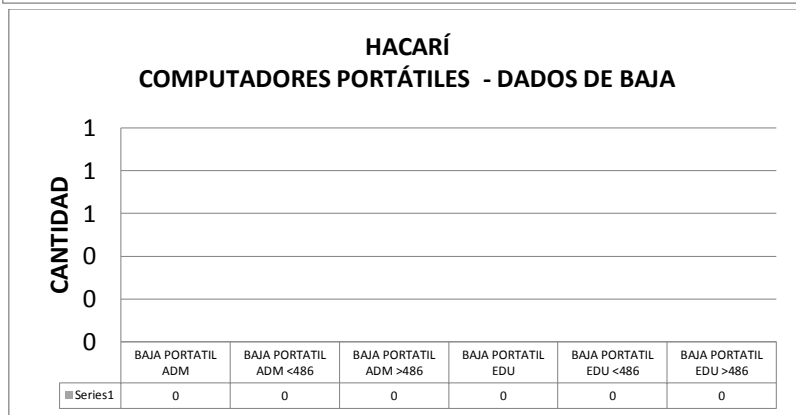 HACARÍ
COMPUTADORES PORTÁTILES - DADOS DE BAJA
CANTIDAD
1
1
1
0
0
0
BAJA PORTATIL ADM
BAJA PORTATIL ADM <486
BAJA PORTATIL ADM >486
BAJA PORTATIL EDU
BAJA PORTATIL EDU <486
BAJA PORTATIL EDU >486
Series1 0 0 0 0 0 0